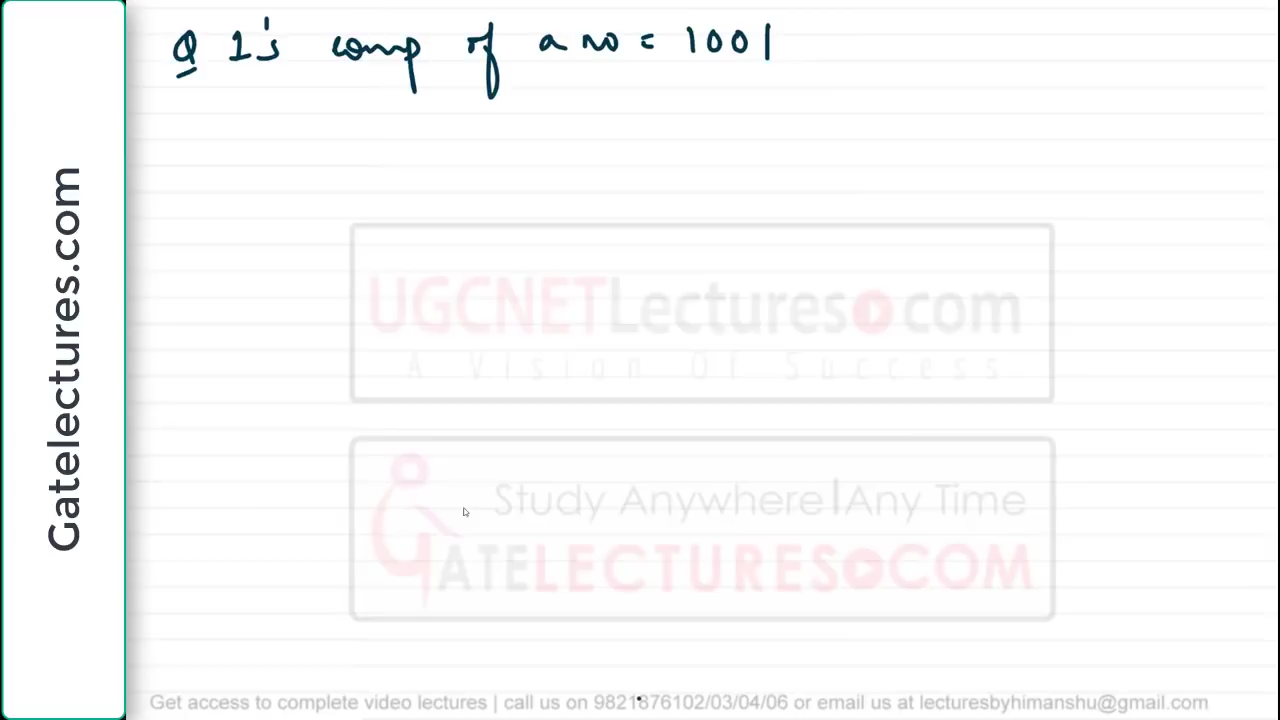 Gatelectures.com
Q 1's comp of a no = 1001
UGCNETLectures.com
A Vision Of Success
Study Anywhere|Any Time
GATELECTURES.COM
Get access to complete video lectures | call us on 9821876102/03/04/06 or email us at lecturesbyhimanshu@gmail.com